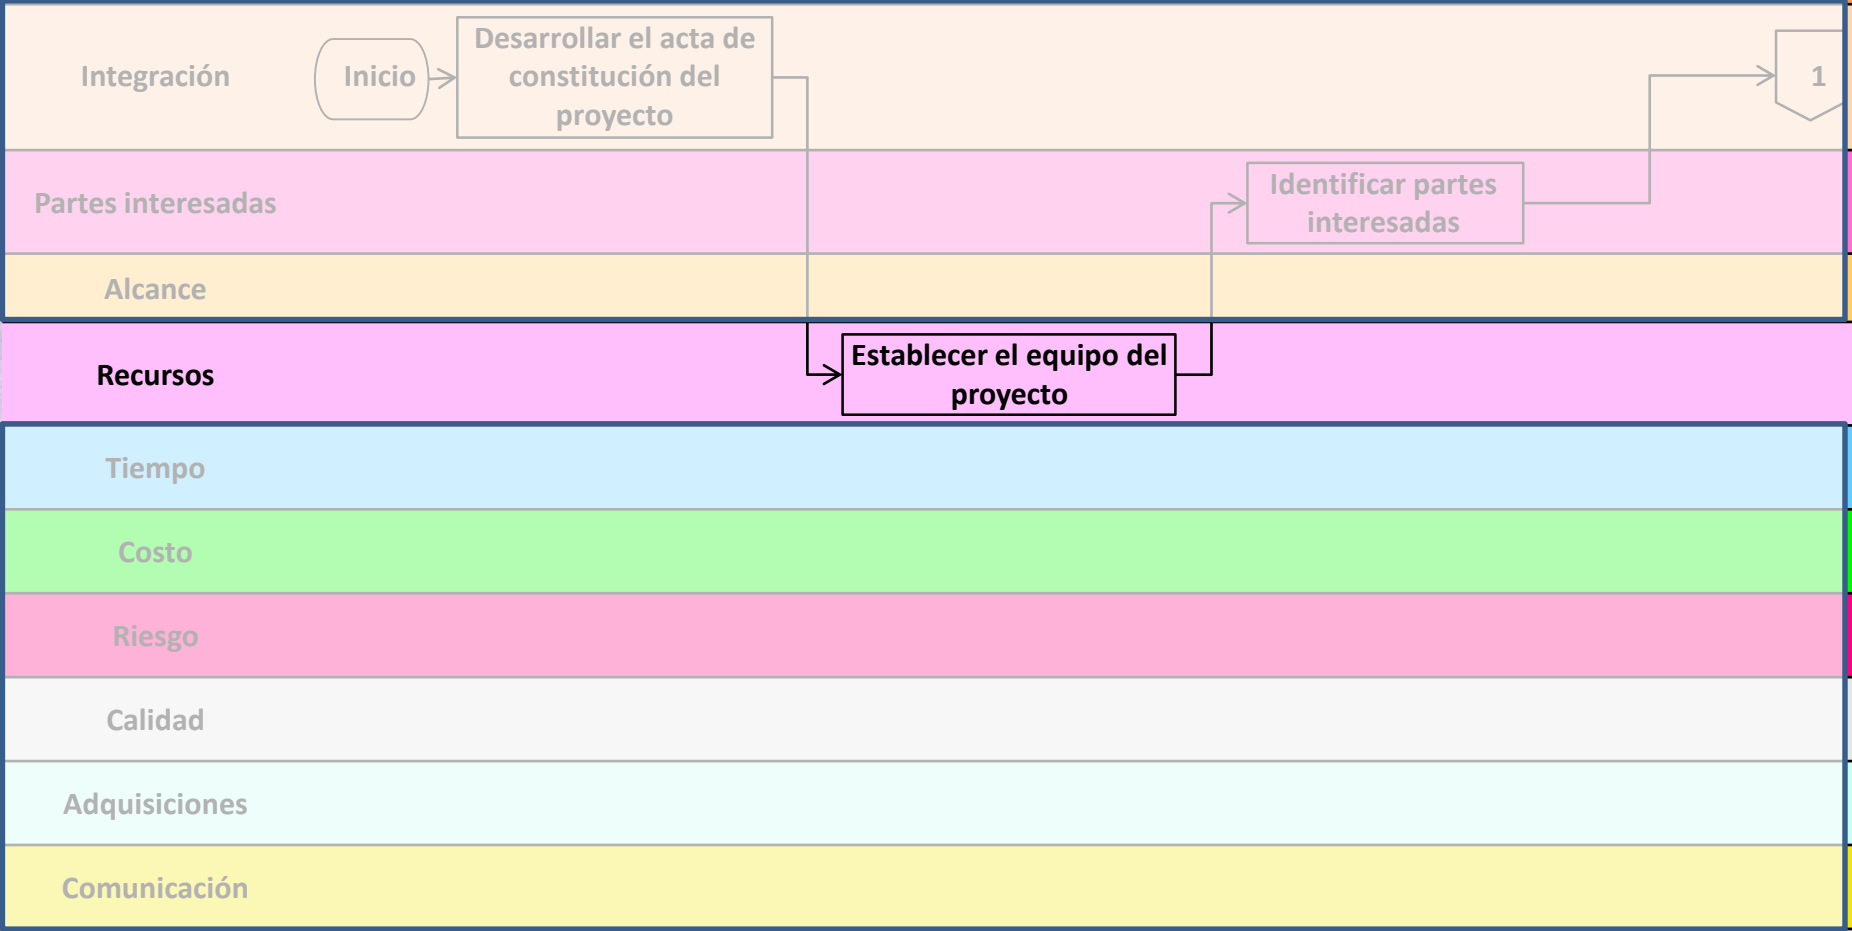 Integración
Inicio
Desarrollar el acta de
constitución del
proyecto
1
Partes interesadas
Identificar partes
interesadas
Alcance
Recursos
Establecer el equipo del
proyecto
Tiempo
Costo
Riesgo
Calidad
Adquisiciones
Comunicación